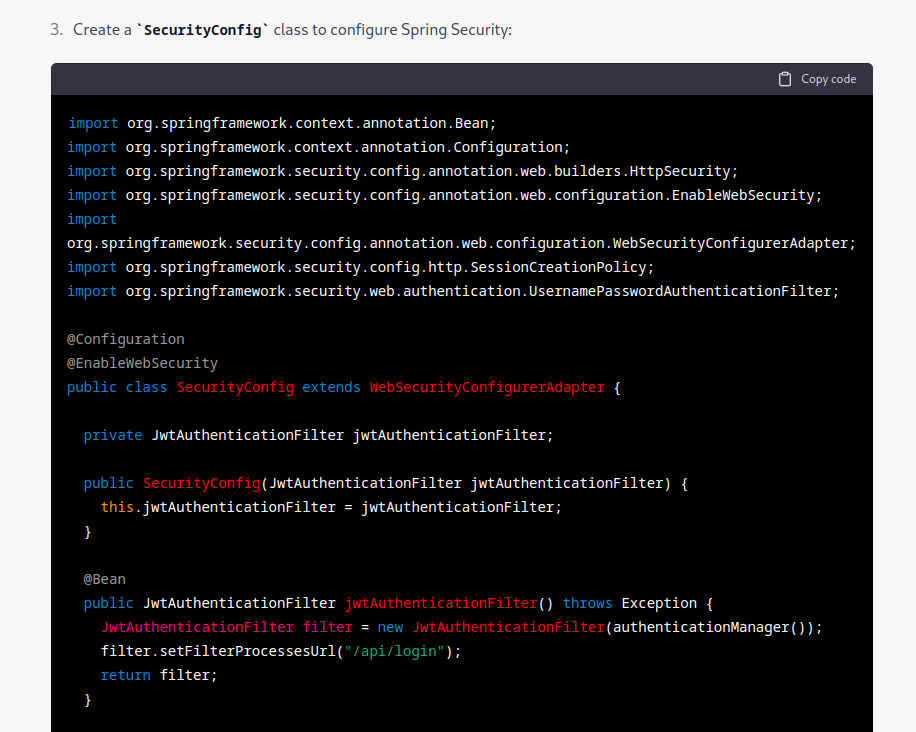 3. Create a `SecurityConfig` class to configure Spring Security:
Copy code
import org.springframework.context.annotation.Bean;
import org.springframework.context.annotation.Configuration;
import org.springframework.security.config.annotation.web.builders.HttpSecurity;
import org.springframework.security.config.annotation.web.configuration.EnableWebSecurity;
import
org.springframework.security.config.annotation.web.configuration.WebSecurityConfigurerAdapter;
import org.springframework.security.config.http.SessionCreationPolicy;
import org.springframework.security.web.authentication.UsernamePasswordAuthenticationFilter;
@Configuration
@EnableWebSecurity
public class SecurityConfig extends WebSecurityConfigurerAdapter {
private JwtAuthenticationFilter jwtAuthenticationFilter;
public SecurityConfig(JwtAuthenticationFilter jwtAuthenticationFilter) {
this.jwtAuthenticationFilter = jwtAuthenticationFilter;
}
@Bean
public JwtAuthenticationFilter jwtAuthenticationFilter() throws Exception {
JwtAuthenticationFilter filter = new JwtAuthenticationFilter(authenticationManager());
filter.setFilterProcessesUrl("/api/login");
return filter;
}